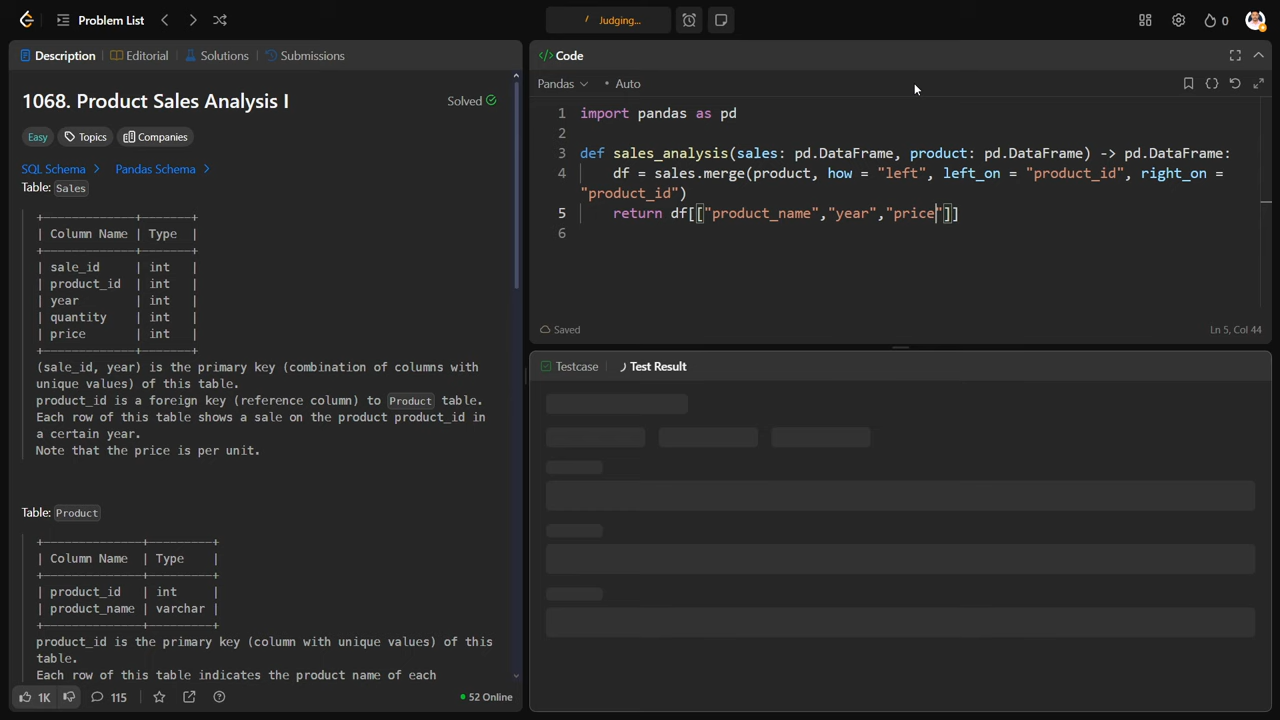 Problem List
Judging...
0
Description
Editorial
Solutions
Submissions
1068. Product Sales Analysis I
Solved
Easy
Topics
Companies
SQL Schema
Pandas Schema
Table: Sales
+-------------+-------+
| Column Name | Type  |
+-------------+-------+
| sale_id     | int   |
| product_id  | int   |
| year        | int   |
| quantity    | int   |
| price       | int   |
+-------------+-------+
(sale_id, year) is the primary key (combination of columns with
unique values) of this table.
product_id is a foreign key (reference column) to Product table.
Each row of this table shows a sale on the product product_id in
a certain year.
Note that the price is per unit.
Table: Product
+--------------+---------+
| Column Name  | Type    |
+--------------+---------+
| product_id   | int     |
| product_name | varchar |
+--------------+---------+
product_id is the primary key (column with unique values) of this
table.
Each row of this table indicates the product name of each
1K
115
52 Online
</> Code
Pandas
• Auto
1 import pandas as pd
2
3 def sales_analysis(sales: pd.DataFrame, product: pd.DataFrame) -> pd.DataFrame:
4 df = sales.merge(product, how = "left", left_on = "product_id", right_on =
"product_id")
5 return df[["product_name","year","price"]]
6
Saved
Ln 5, Col 44
Testcase
Test Result